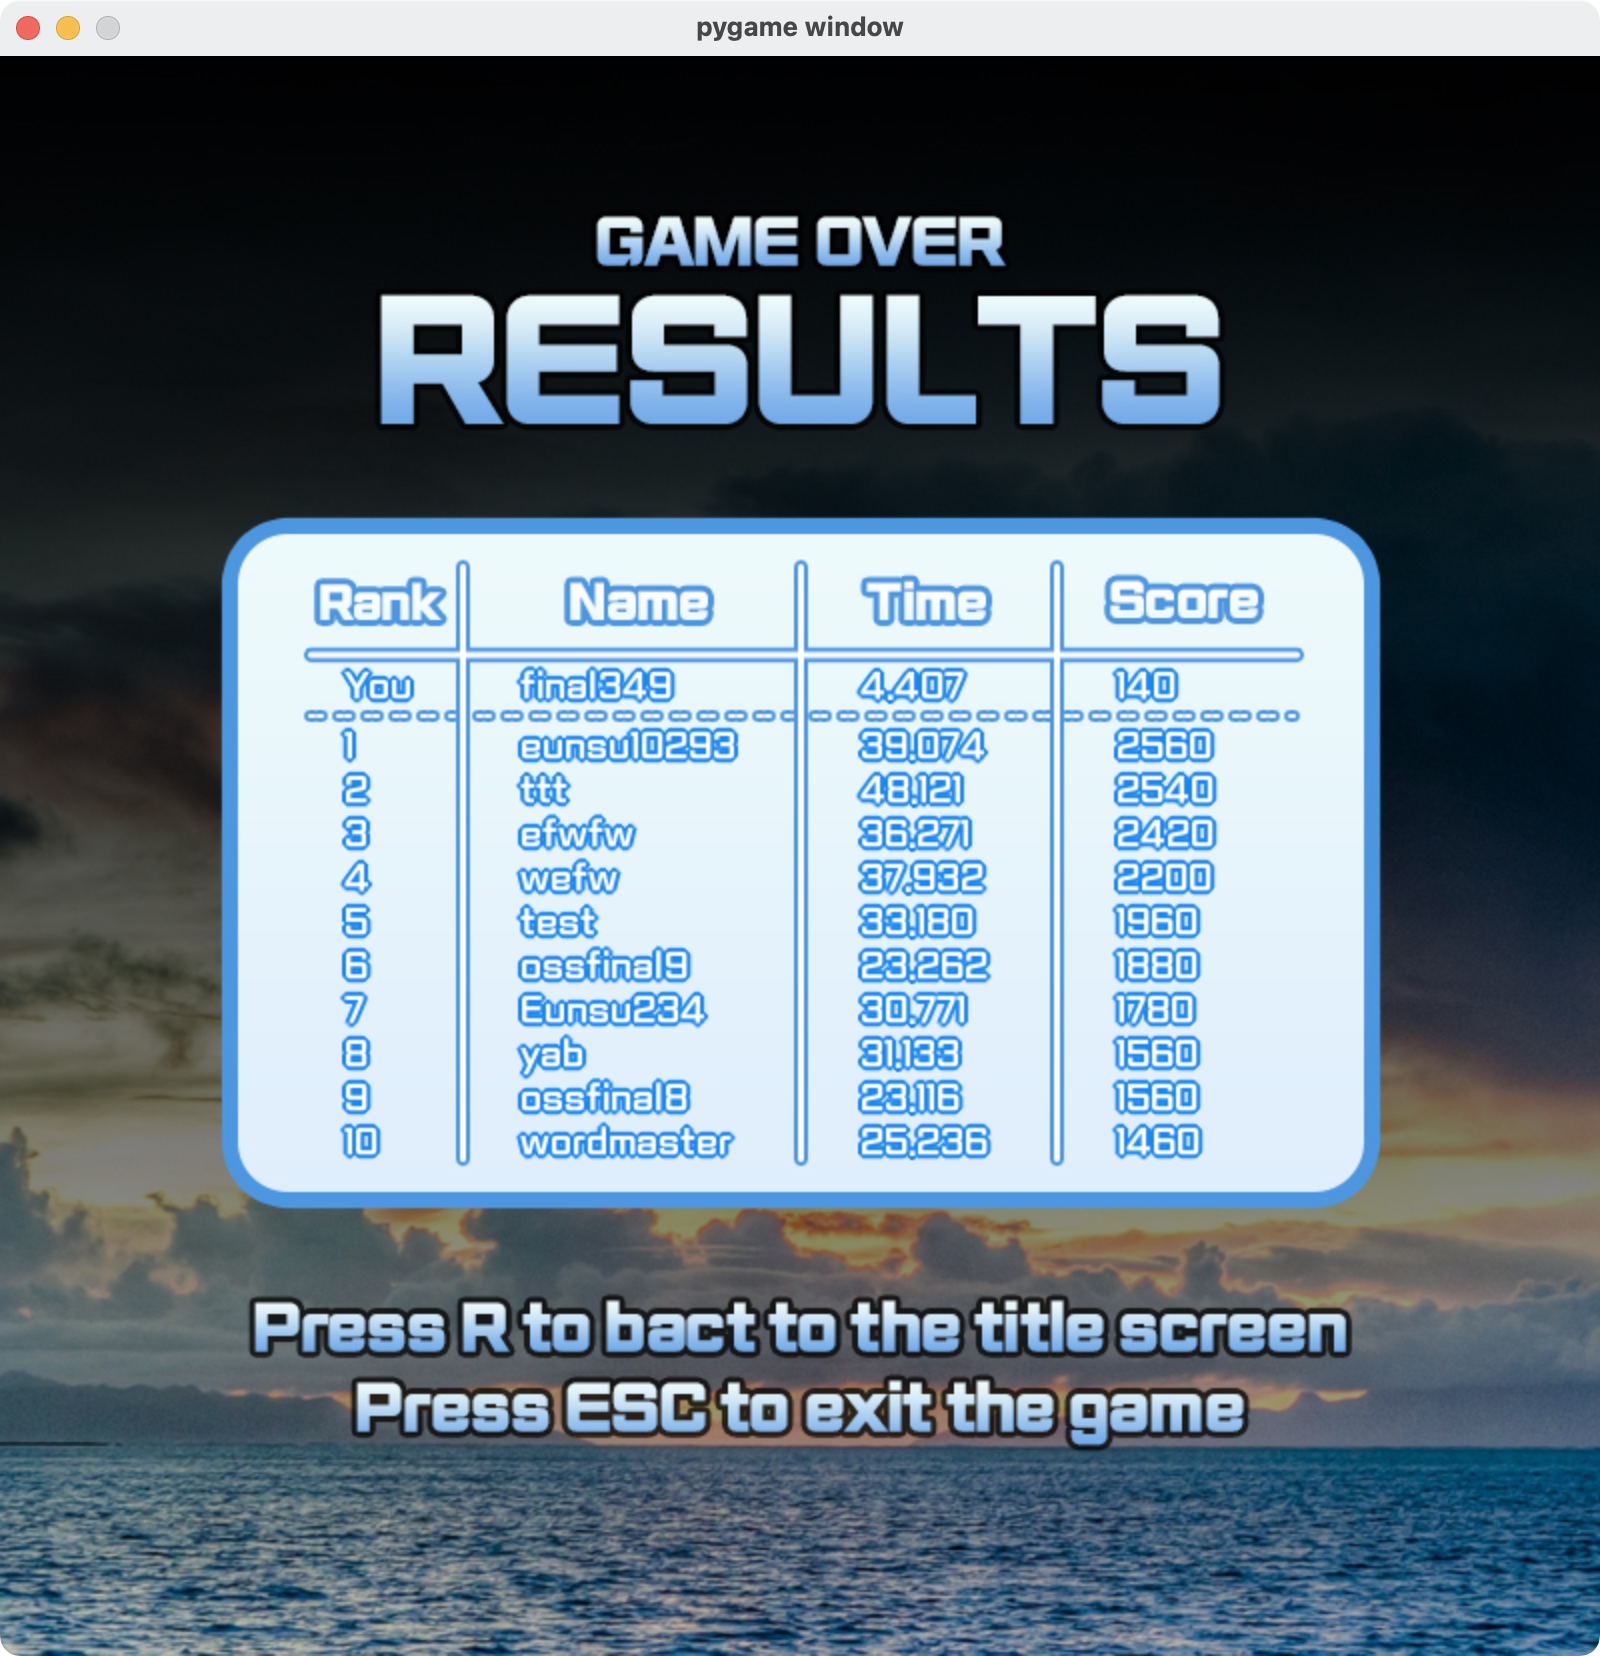 pygame window
GAME OVER
RESULTS
Rank Name Time Score
You final349 4.407 140
1 eunsu10293 39.074 2560
2 ttt 48.121 2540
3 efwfw 36.271 2420
4 wefw 37.932 2200
5 test 33.180 1960
6 ossfinal9 23.262 1880
7 Eunsu234 30.771 1780
8 yab 31.133 1560
9 ossfinal8 23.116 1560
10 wordmaster 25.236 1460
Press R to bact to the title screen
Press ESC to exit the game